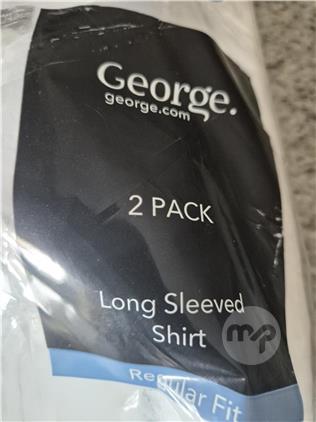 George.
george.com
2 PACK
Long Sleeved
Shirt
Regular Fit